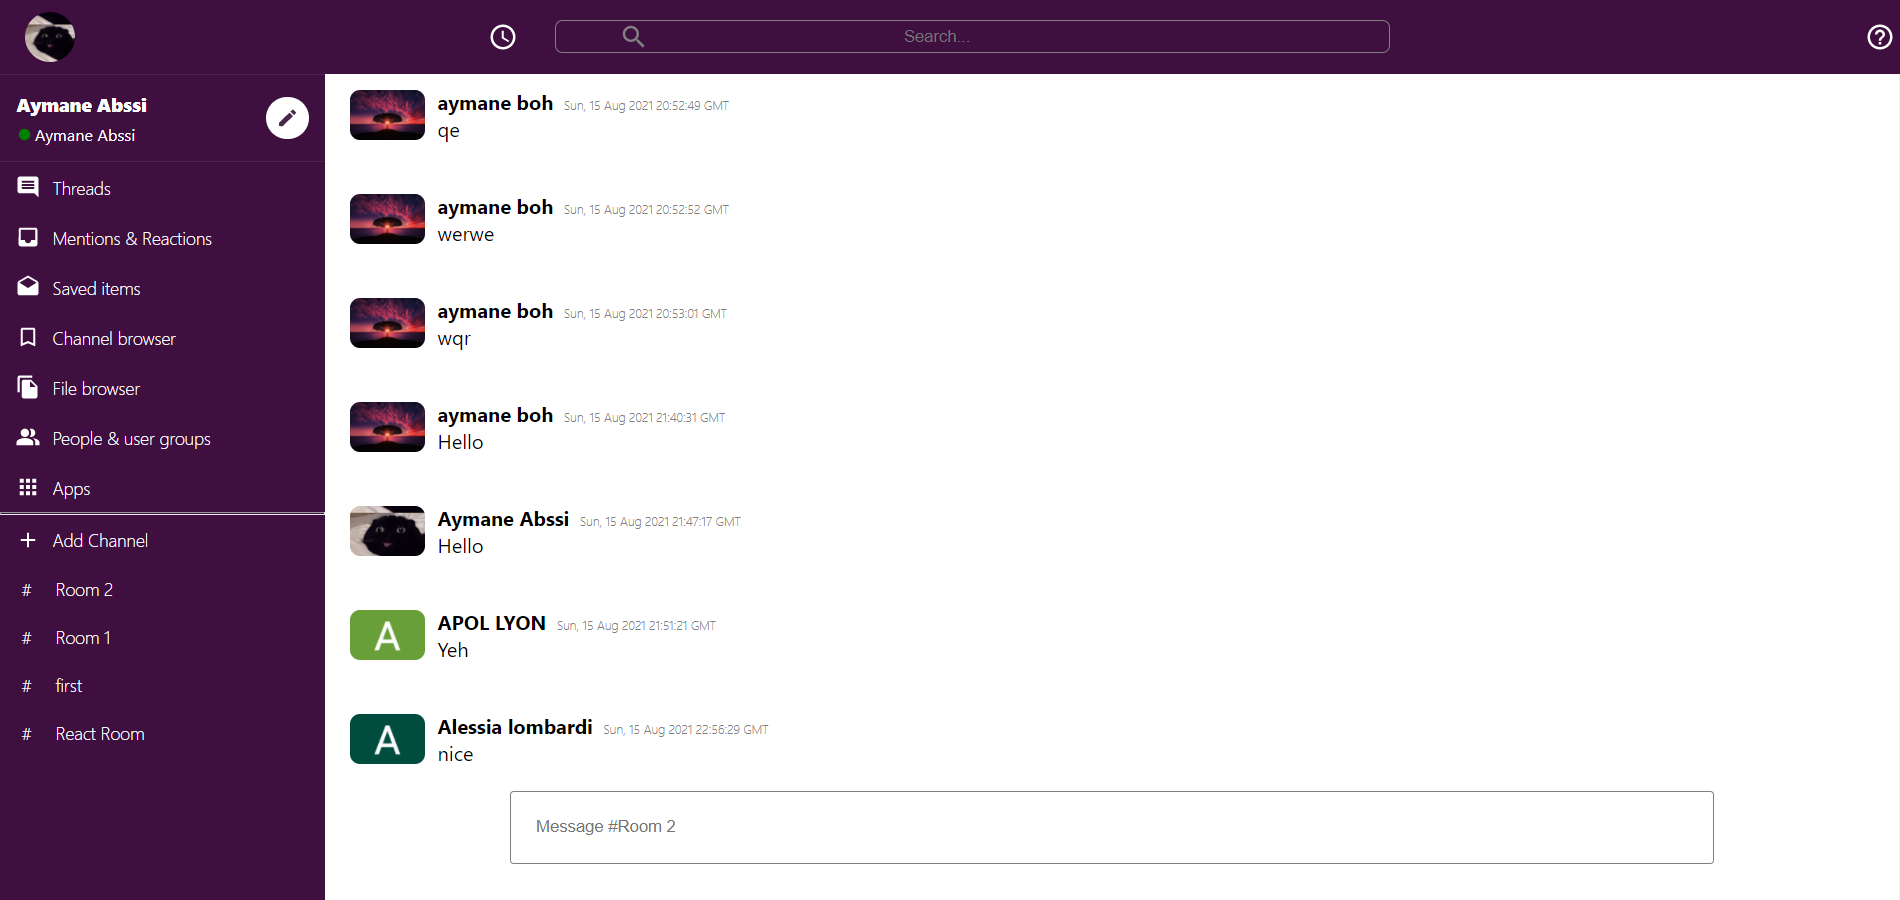 Search...
Aymane Abssi
Aymane Abssi
Threads
Mentions & Reactions
Saved items
Channel browser
File browser
People & user groups
Apps
Add Channel
# Room 2
# Room 1
# first
# React Room
aymane boh Sun, 15 Aug 2021 20:52:49 GMT
qe
aymane boh Sun, 15 Aug 2021 20:52:52 GMT
werwe
aymane boh Sun, 15 Aug 2021 20:53:01 GMT
wqr
aymane boh Sun, 15 Aug 2021 21:40:31 GMT
Hello
Aymane Abssi Sun, 15 Aug 2021 21:47:17 GMT
Hello
A
APOL LYON Sun, 15 Aug 2021 21:51:21 GMT
Yeh
A
Alessia lombardi Sun, 15 Aug 2021 22:56:29 GMT
nice
Message #Room 2